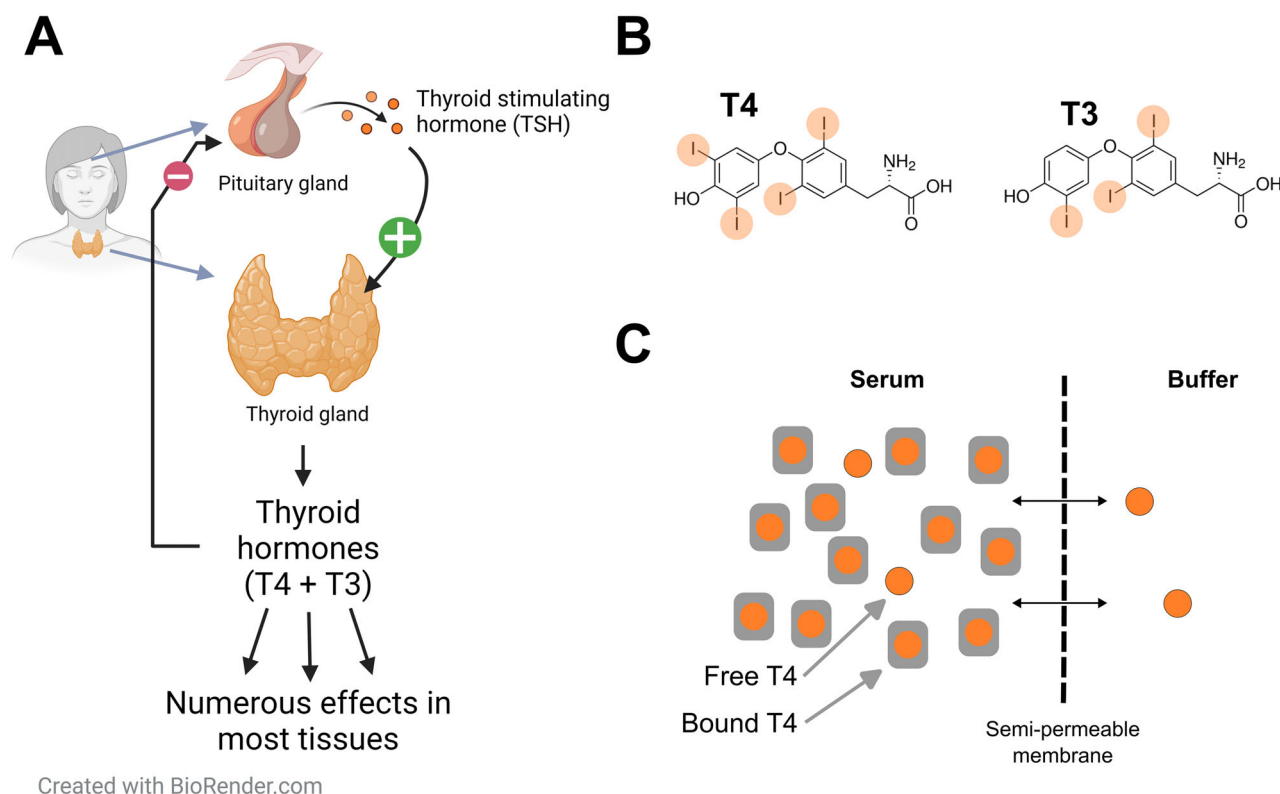 A
Thyroid stimulating
hormone (TSH)
Pituitary gland
Thyroid gland
Thyroid
hormones
(T4 + T3)
Numerous effects in
most tissues
Created with BioRender.com
B
T4
I
I
O
NH₂
I
I
HO
OH
O
T3
I
O
NH₂
I
I
HO
OH
O
C
Serum
Buffer
Free T4
Bound T4
Semi-permeable
membrane